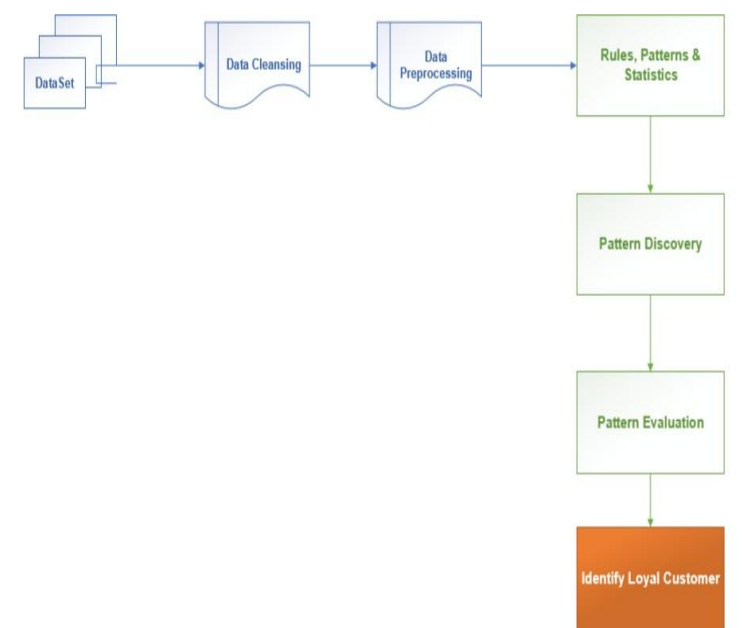 DataSet
Data Cleansing
Data
Preprocessing
Rules, Patterns &
Statistics
Pattern Discovery
Pattern Evaluation
Identify Loyal Customer